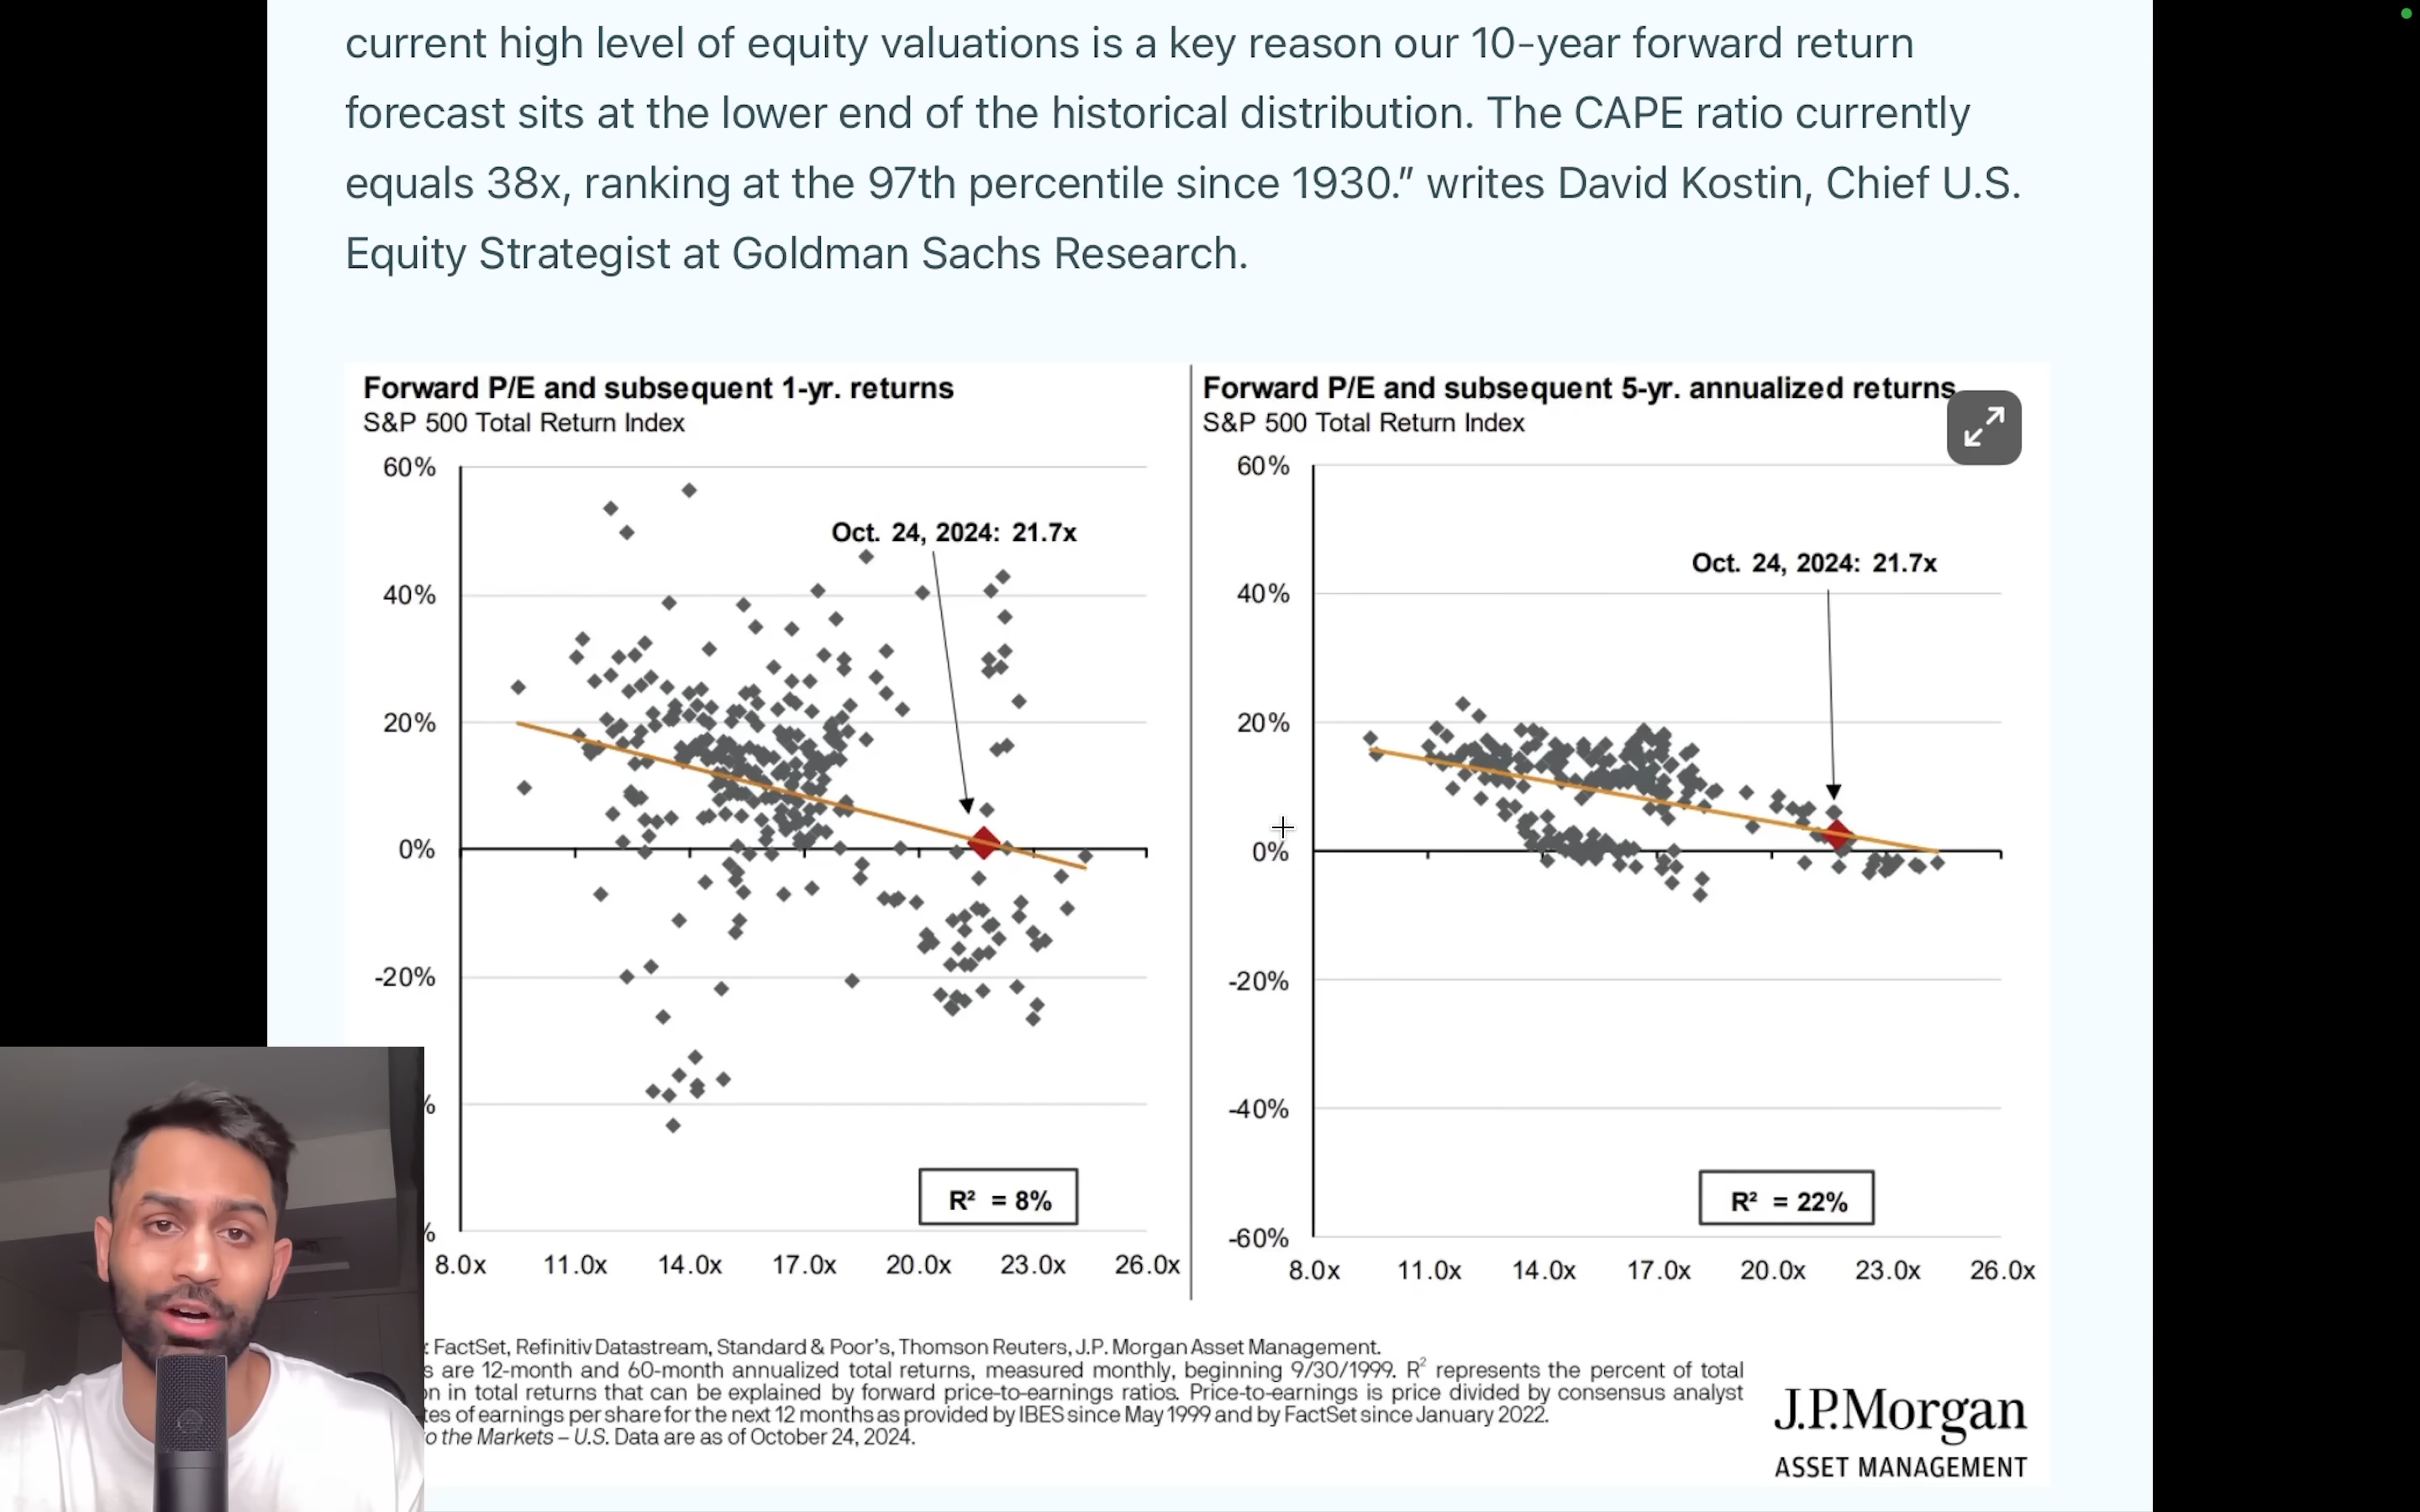 current high level of equity valuations is a key reason our 10-year forward return
forecast sits at the lower end of the historical distribution. The CAPE ratio currently
equals 38x, ranking at the 97th percentile since 1930.” writes David Kostin, Chief U.S.
Equity Strategist at Goldman Sachs Research.
Forward P/E and subsequent 1-yr. returns
S&P 500 Total Return Index
60%
40%
20%
0%
-20%
%
%
Oct. 24, 2024: 21.7x
R² = 8%
8.0x 11.0x 14.0x 17.0x 20.0x 23.0x 26.0x
Forward P/E and subsequent 5-yr. annualized returns
S&P 500 Total Return Index
60%
40%
20%
0%
-20%
-40%
-60%
Oct. 24, 2024: 21.7x
R² = 22%
8.0x 11.0x 14.0x 17.0x 20.0x 23.0x 26.0x
: FactSet, Refinitiv Datastream, Standard & Poor's, Thomson Reuters, J.P. Morgan Asset Management.
s are 12-month and 60-month annualized total returns, measured monthly, beginning 9/30/1999. R² represents the percent of total
on in total returns that can be explained by forward price-to-earnings ratios. Price-to-earnings is price divided by consensus analyst
tes of earnings per share for the next 12 months as provided by IBES since May 1999 and by FactSet since January 2022.
o the Markets – U.S. Data are as of October 24, 2024.
J.P.Morgan
ASSET MANAGEMENT